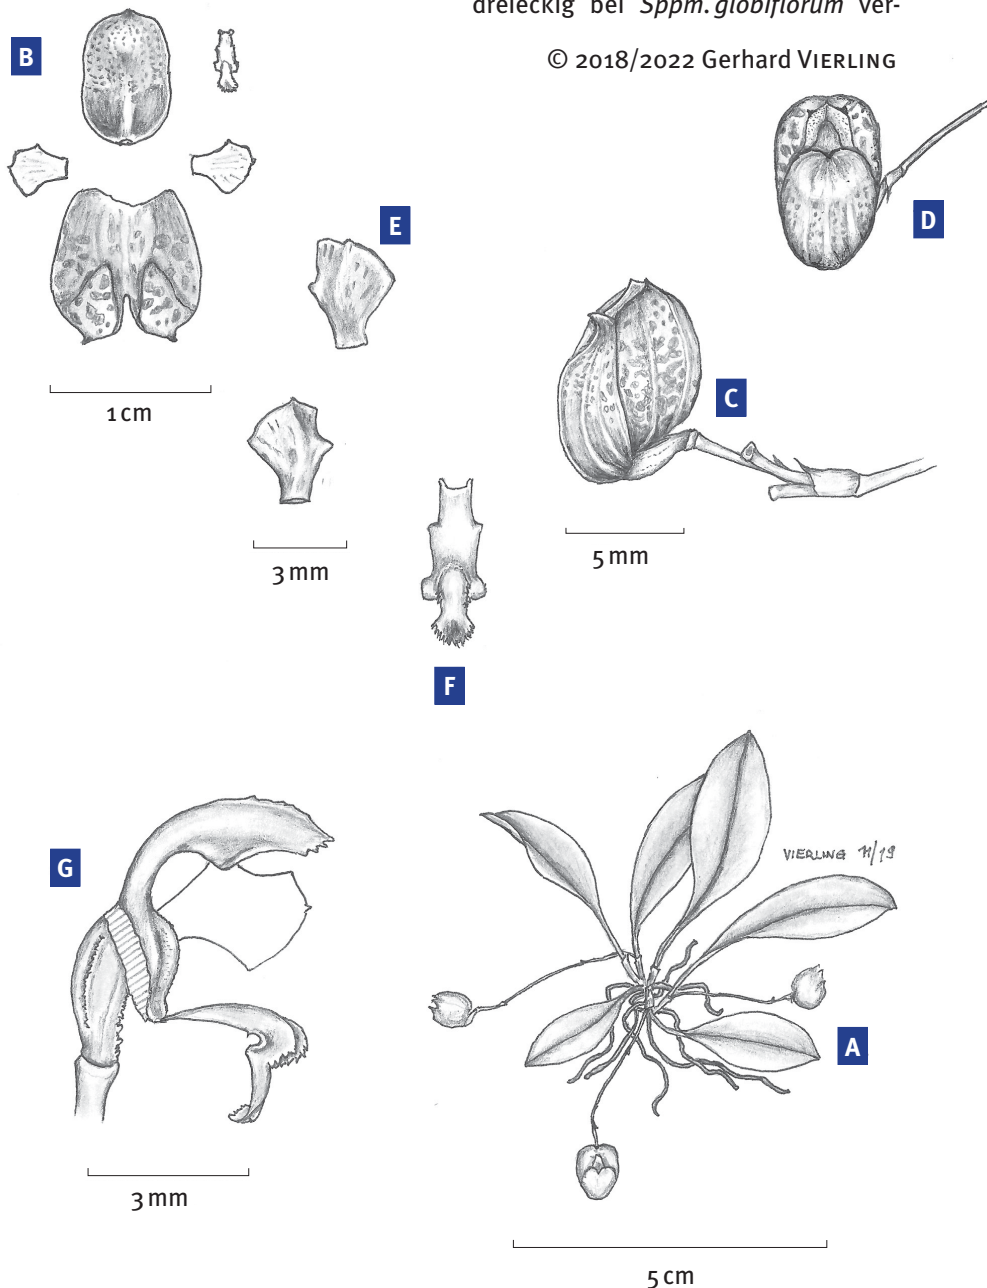 dreieckig bei Sppm. globiflorum ver-
© 2018/2022 Gerhard VIERLING
B
D
E
1 cm
C
3 mm
5 mm
F
G
VIERLING 11/19
A
3 mm
5 cm